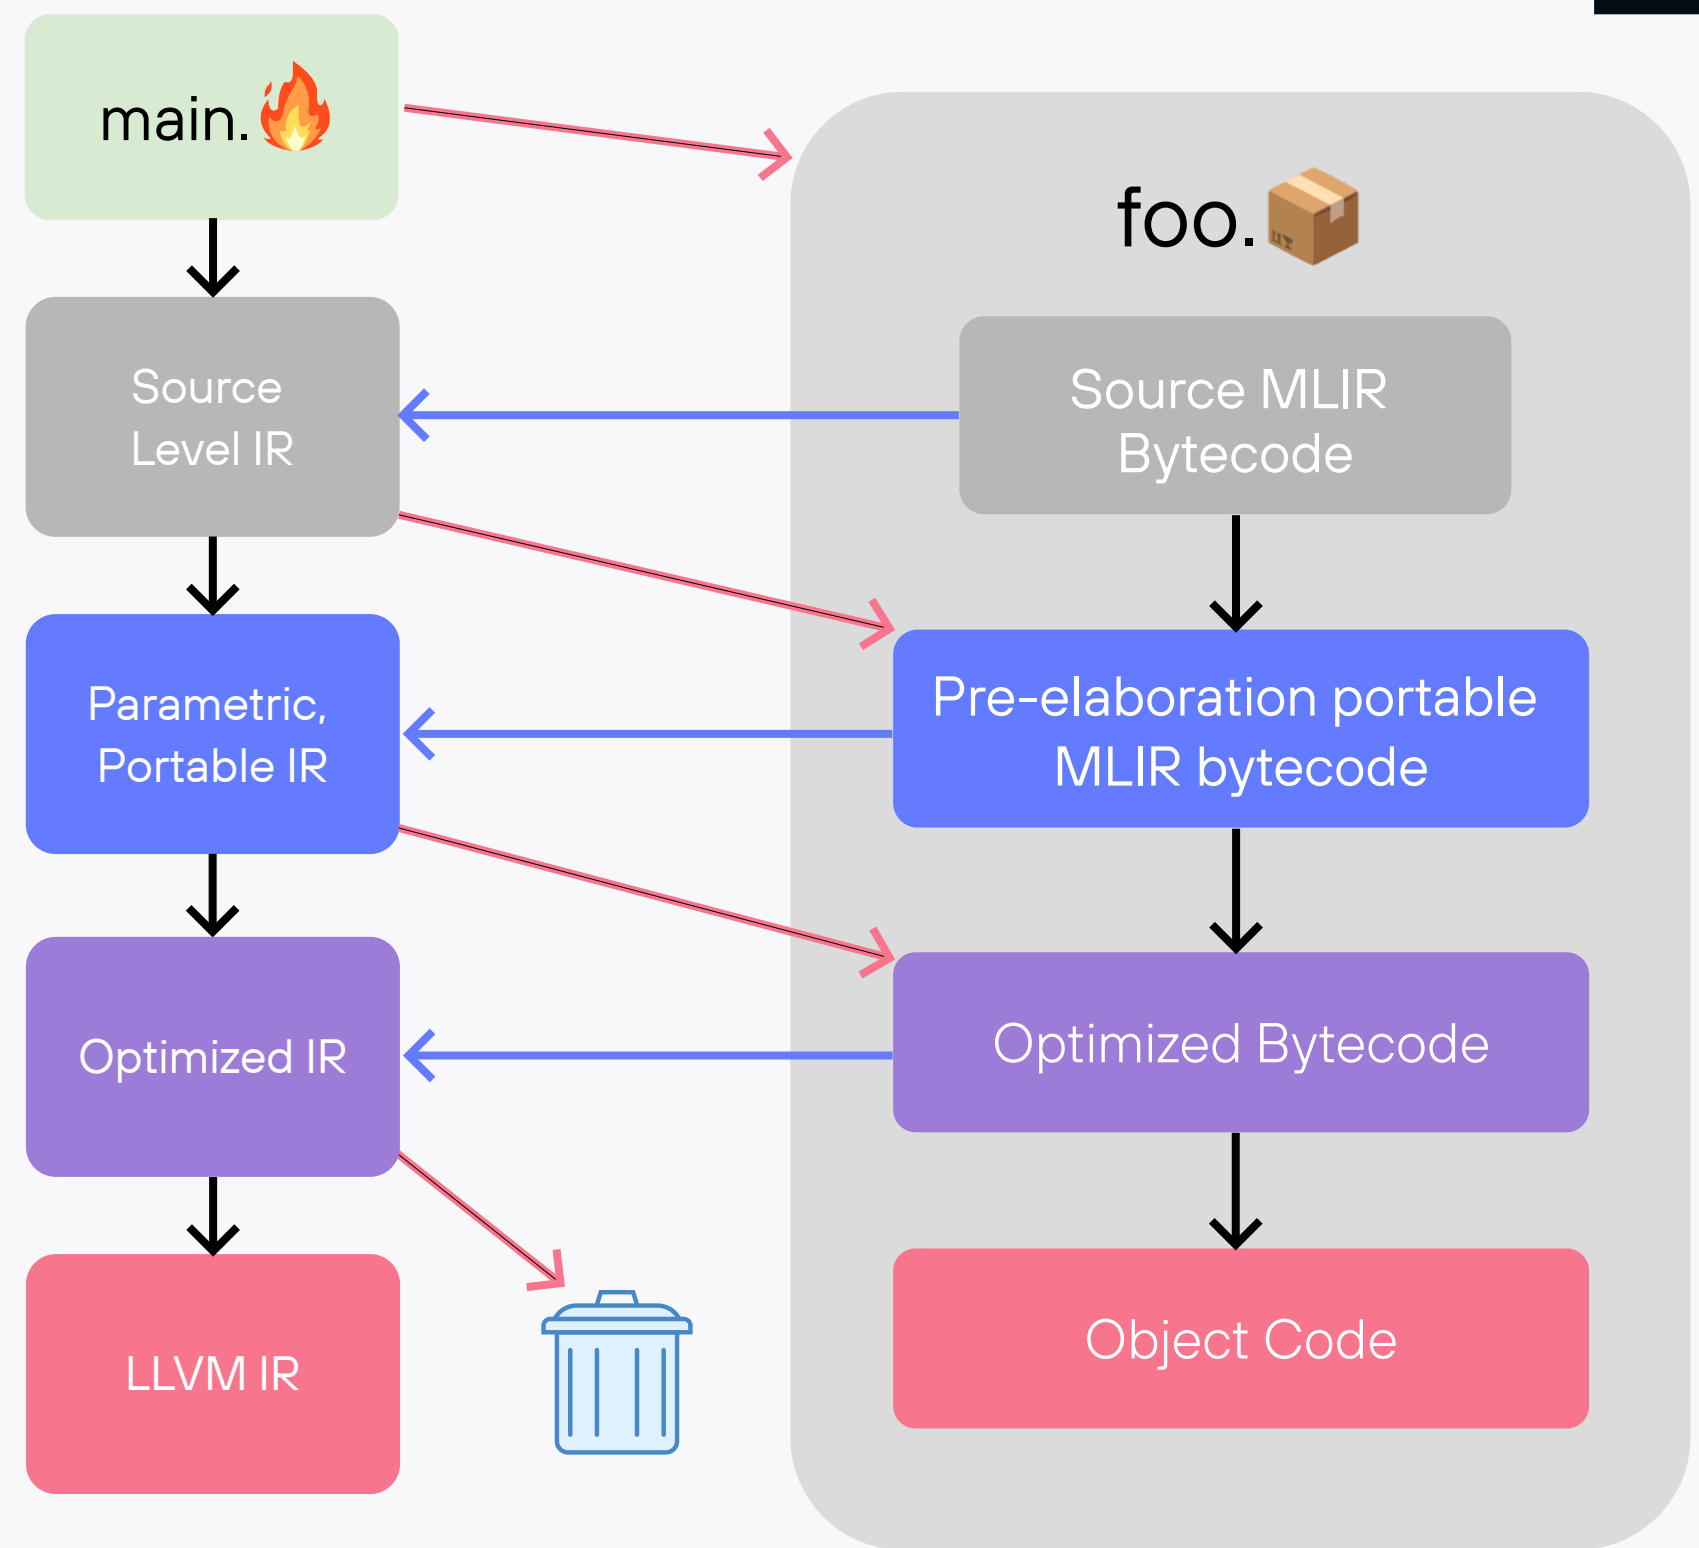 main.🔥
foo.📦
Source
Level IR
Source MLIR
Bytecode
Parametric,
Portable IR
Pre-elaboration portable
MLIR bytecode
Optimized IR
Optimized Bytecode
LLVM IR
Object Code